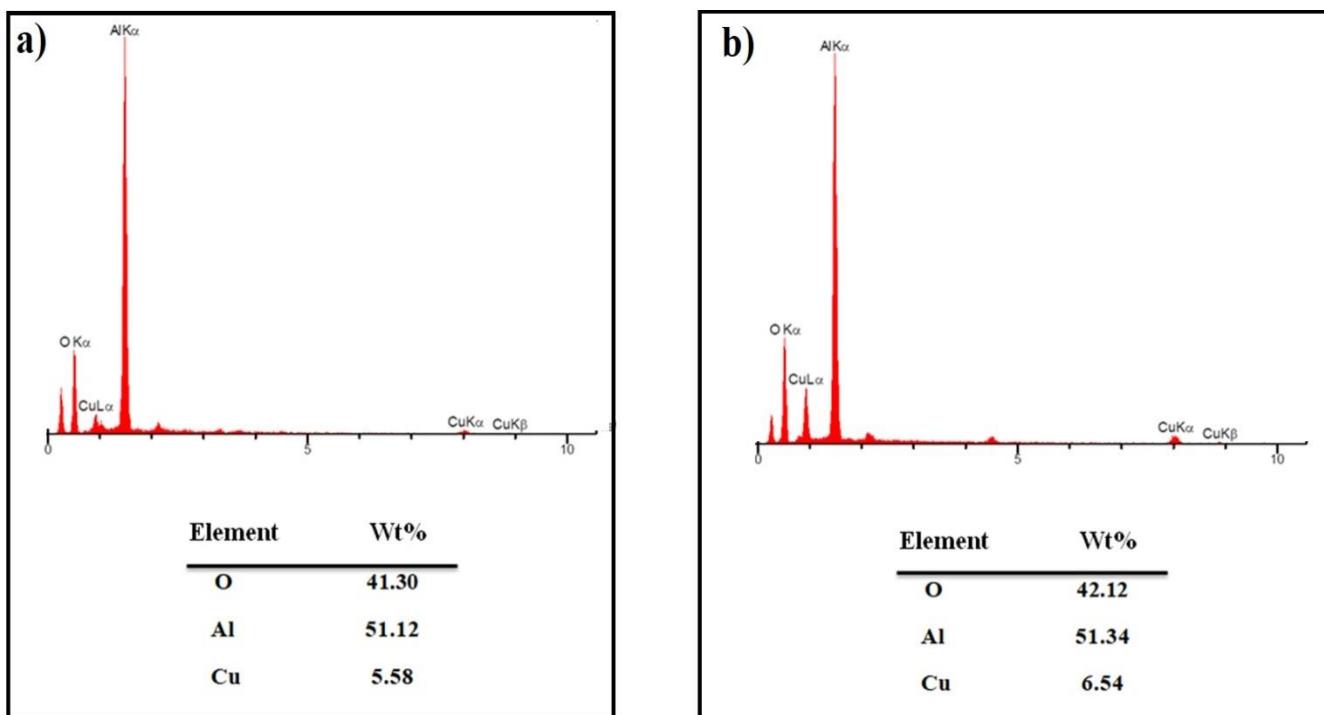 a)
AlKα
O Kα
CuLα
CuKα
CuKβ
0
5
10
Element Wt%
O 41.30
Al 51.12
Cu 5.58
b)
AlKα
O Kα
CuLα
CuKα
CuKβ
0
5
10
Element Wt%
O 42.12
Al 51.34
Cu 6.54